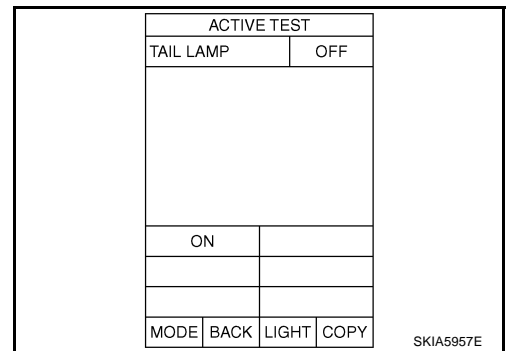 ACTIVE TEST
TAIL LAMP OFF
ON
MODE BACK LIGHT COPY
SKIA5957E